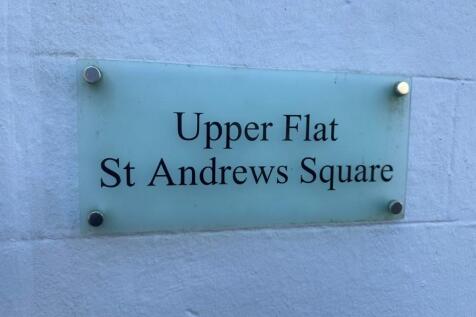 Upper Flat
St Andrews Square